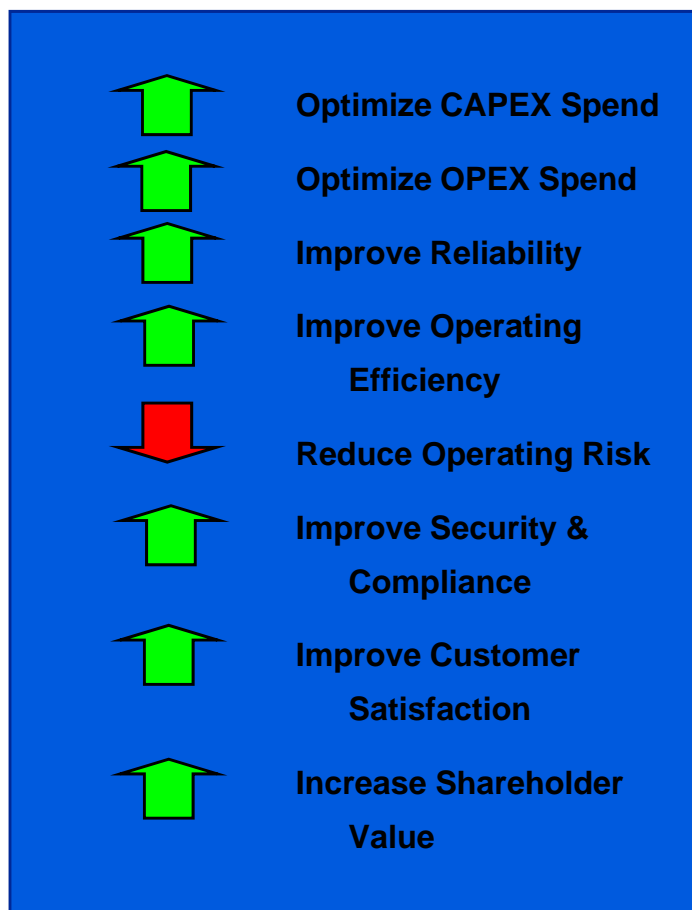 Optimize CAPEX Spend
Optimize OPEX Spend
Improve Reliability
Improve Operating
Efficiency
Reduce Operating Risk
Improve Security &
Compliance
Improve Customer
Satisfaction
Increase Shareholder
Value